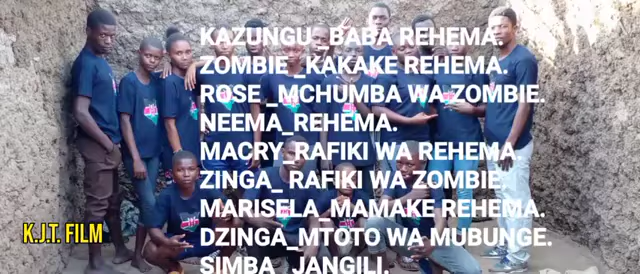 KAZUNGU_BABA REHEMA.
ZOMBIE_KAKAKE REHEMA.
ROSE_MCHUMBA WA ZOMBIE.
NEEMA_REHEMA.
MACRY_RAFIKI WA REHEMA
ZINGA_ RAFIKI WA ZOMBIE.
MARISELA_MAMAKE REHEMA.
DZINGA_MTOTO WA MUBUNGE.
SIMBA_JANGILI.
K.J.T. FILM